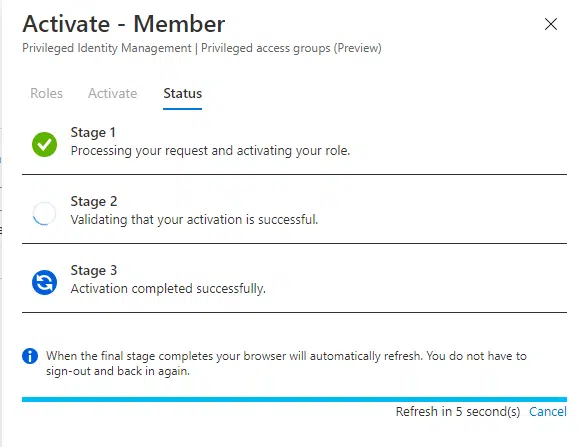 Activate - Member
Privileged Identity Management | Privileged access groups (Preview)
Roles Activate Status
Stage 1
Processing your request and activating your role.
Stage 2
Validating that your activation is successful.
Stage 3
Activation completed successfully.
When the final stage completes your browser will automatically refresh. You do not have to
sign-out and back in again.
Refresh in 5 second(s) Cancel